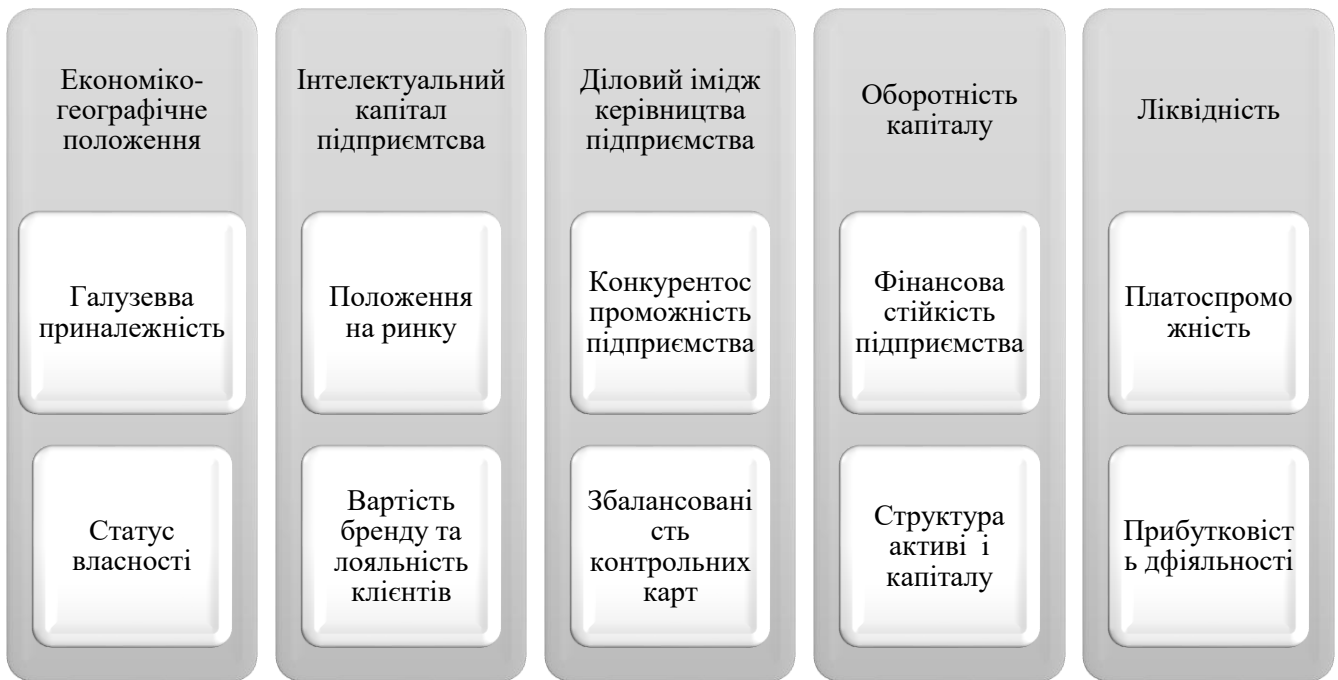 Економіко-
географічне
положення
Галузевва
приналежність
Статус
власності
Інтелектуальний
капітал
підприємтсва
Положення
на ринку
Вартість
бренду та
лояльність
клієнтів
Діловий імідж
керівництва
підприємства
Конкурентос
проможність
підприємства
Збалансовані
сть
контрольних
карт
Оборотність
капіталу
Фінансова
стійкість
підприємства
Структура
активі  і
капіталу
Ліквідність
Платоспромо
жність
Прибутковіст
ь дфіяльності